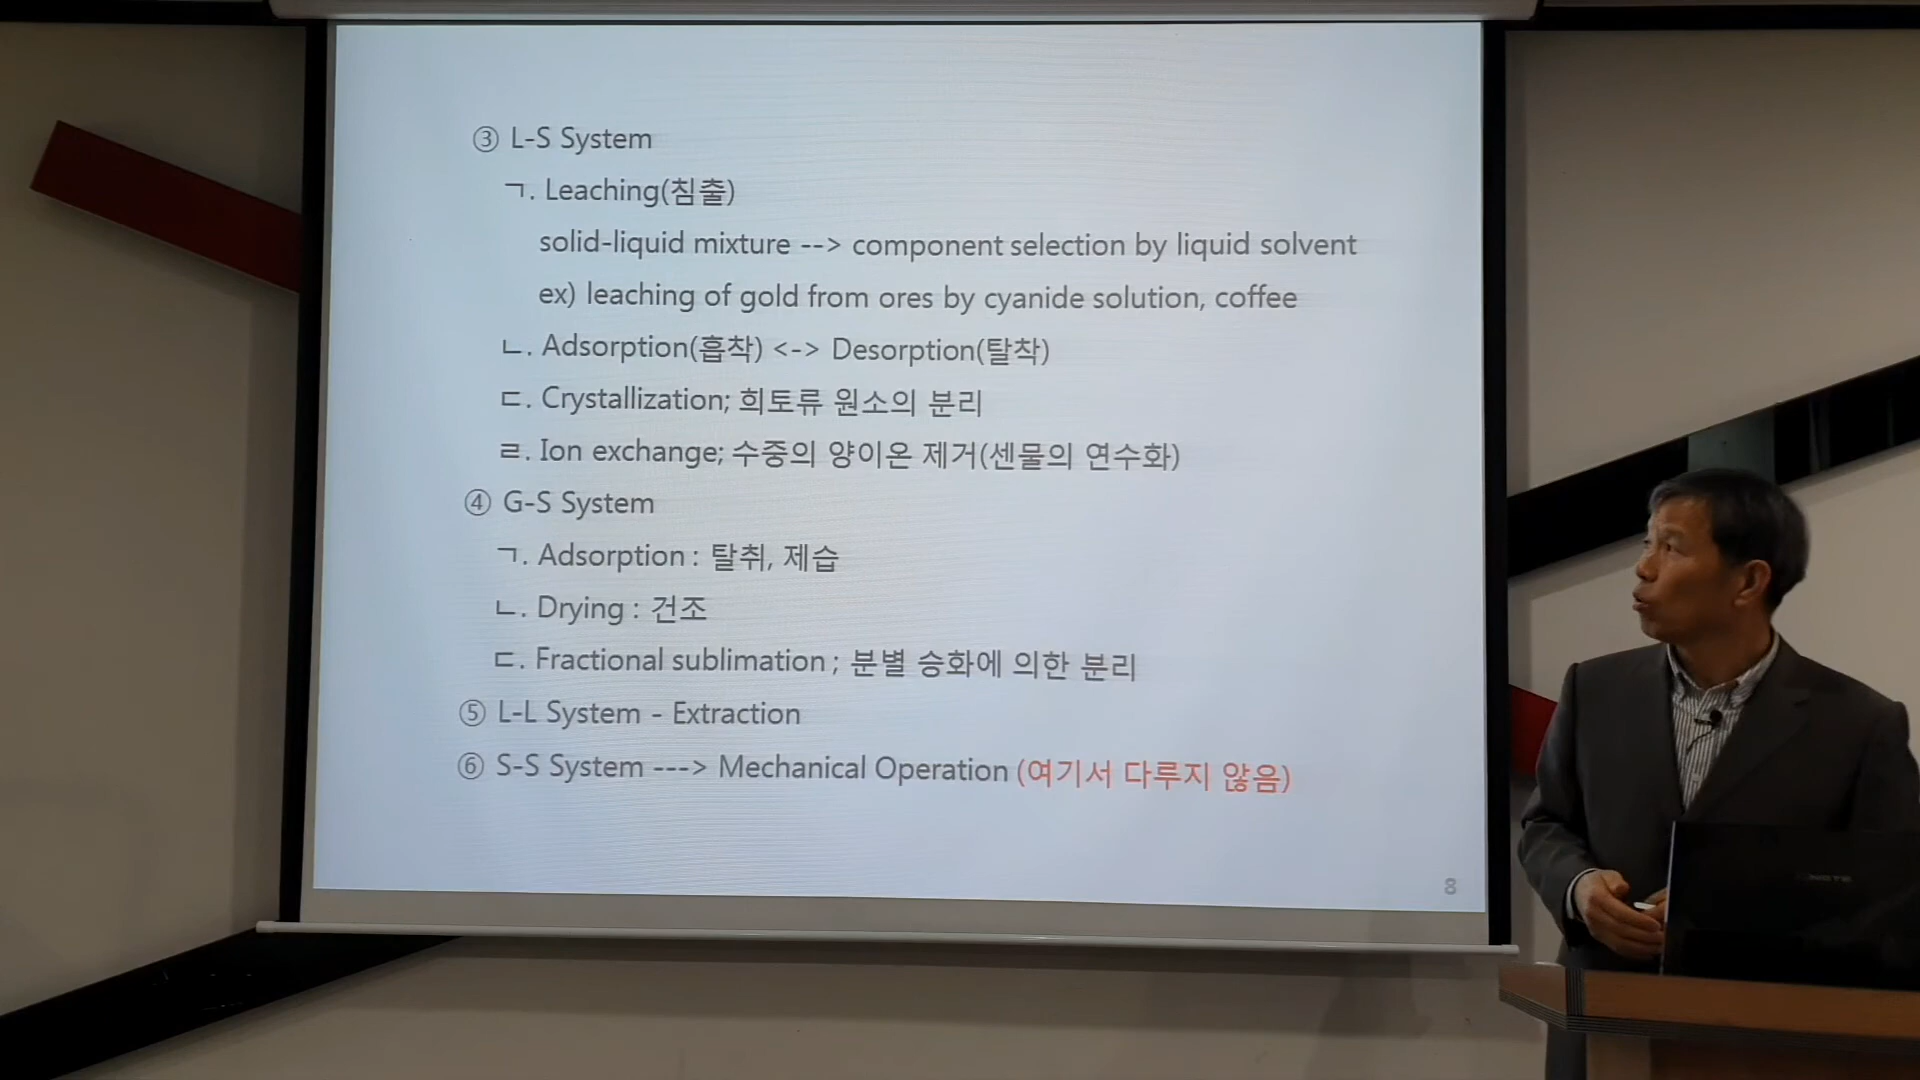 ③ L-S System
ㄱ. Leaching(침출)
solid-liquid mixture --> component selection by liquid solvent
ex) leaching of gold from ores by cyanide solution, coffee
ㄴ. Adsorption(흡착) <-> Desorption(탈착)
ㄷ. Crystallization; 희토류 원소의 분리
ㄹ. Ion exchange; 수중의 양이온 제거(센물의 연수화)
④ G-S System
ㄱ. Adsorption : 탈취, 제습
ㄴ. Drying : 건조
ㄷ. Fractional sublimation ; 분별 승화에 의한 분리
⑤ L-L System - Extraction
⑥ S-S System ---> Mechanical Operation (여기서 다루지 않음)
8